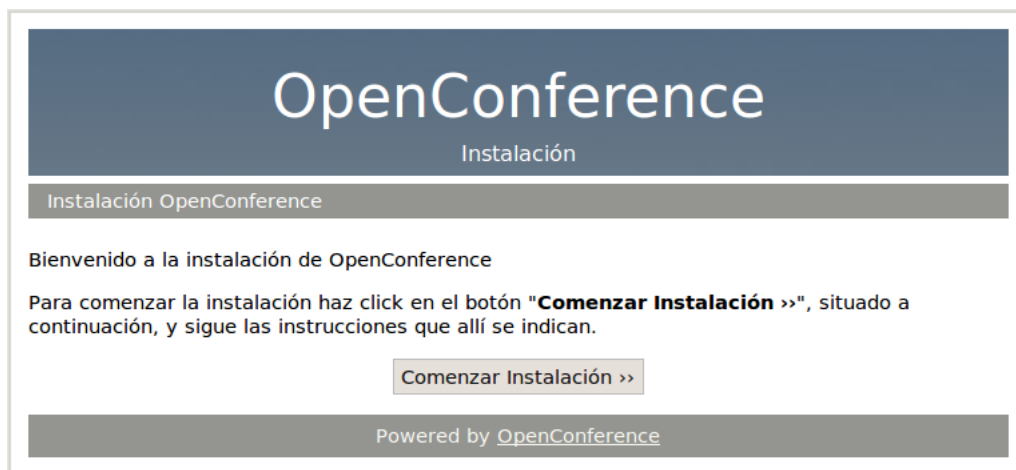 OpenConference
Instalación
Instalación OpenConference
Bienvenido a la instalación de OpenConference
Para comenzar la instalación haz click en el botón "Comenzar Instalación ››", situado a
continuación, y sigue las instrucciones que allí se indican.
Comenzar Instalación ››
Powered by OpenConference